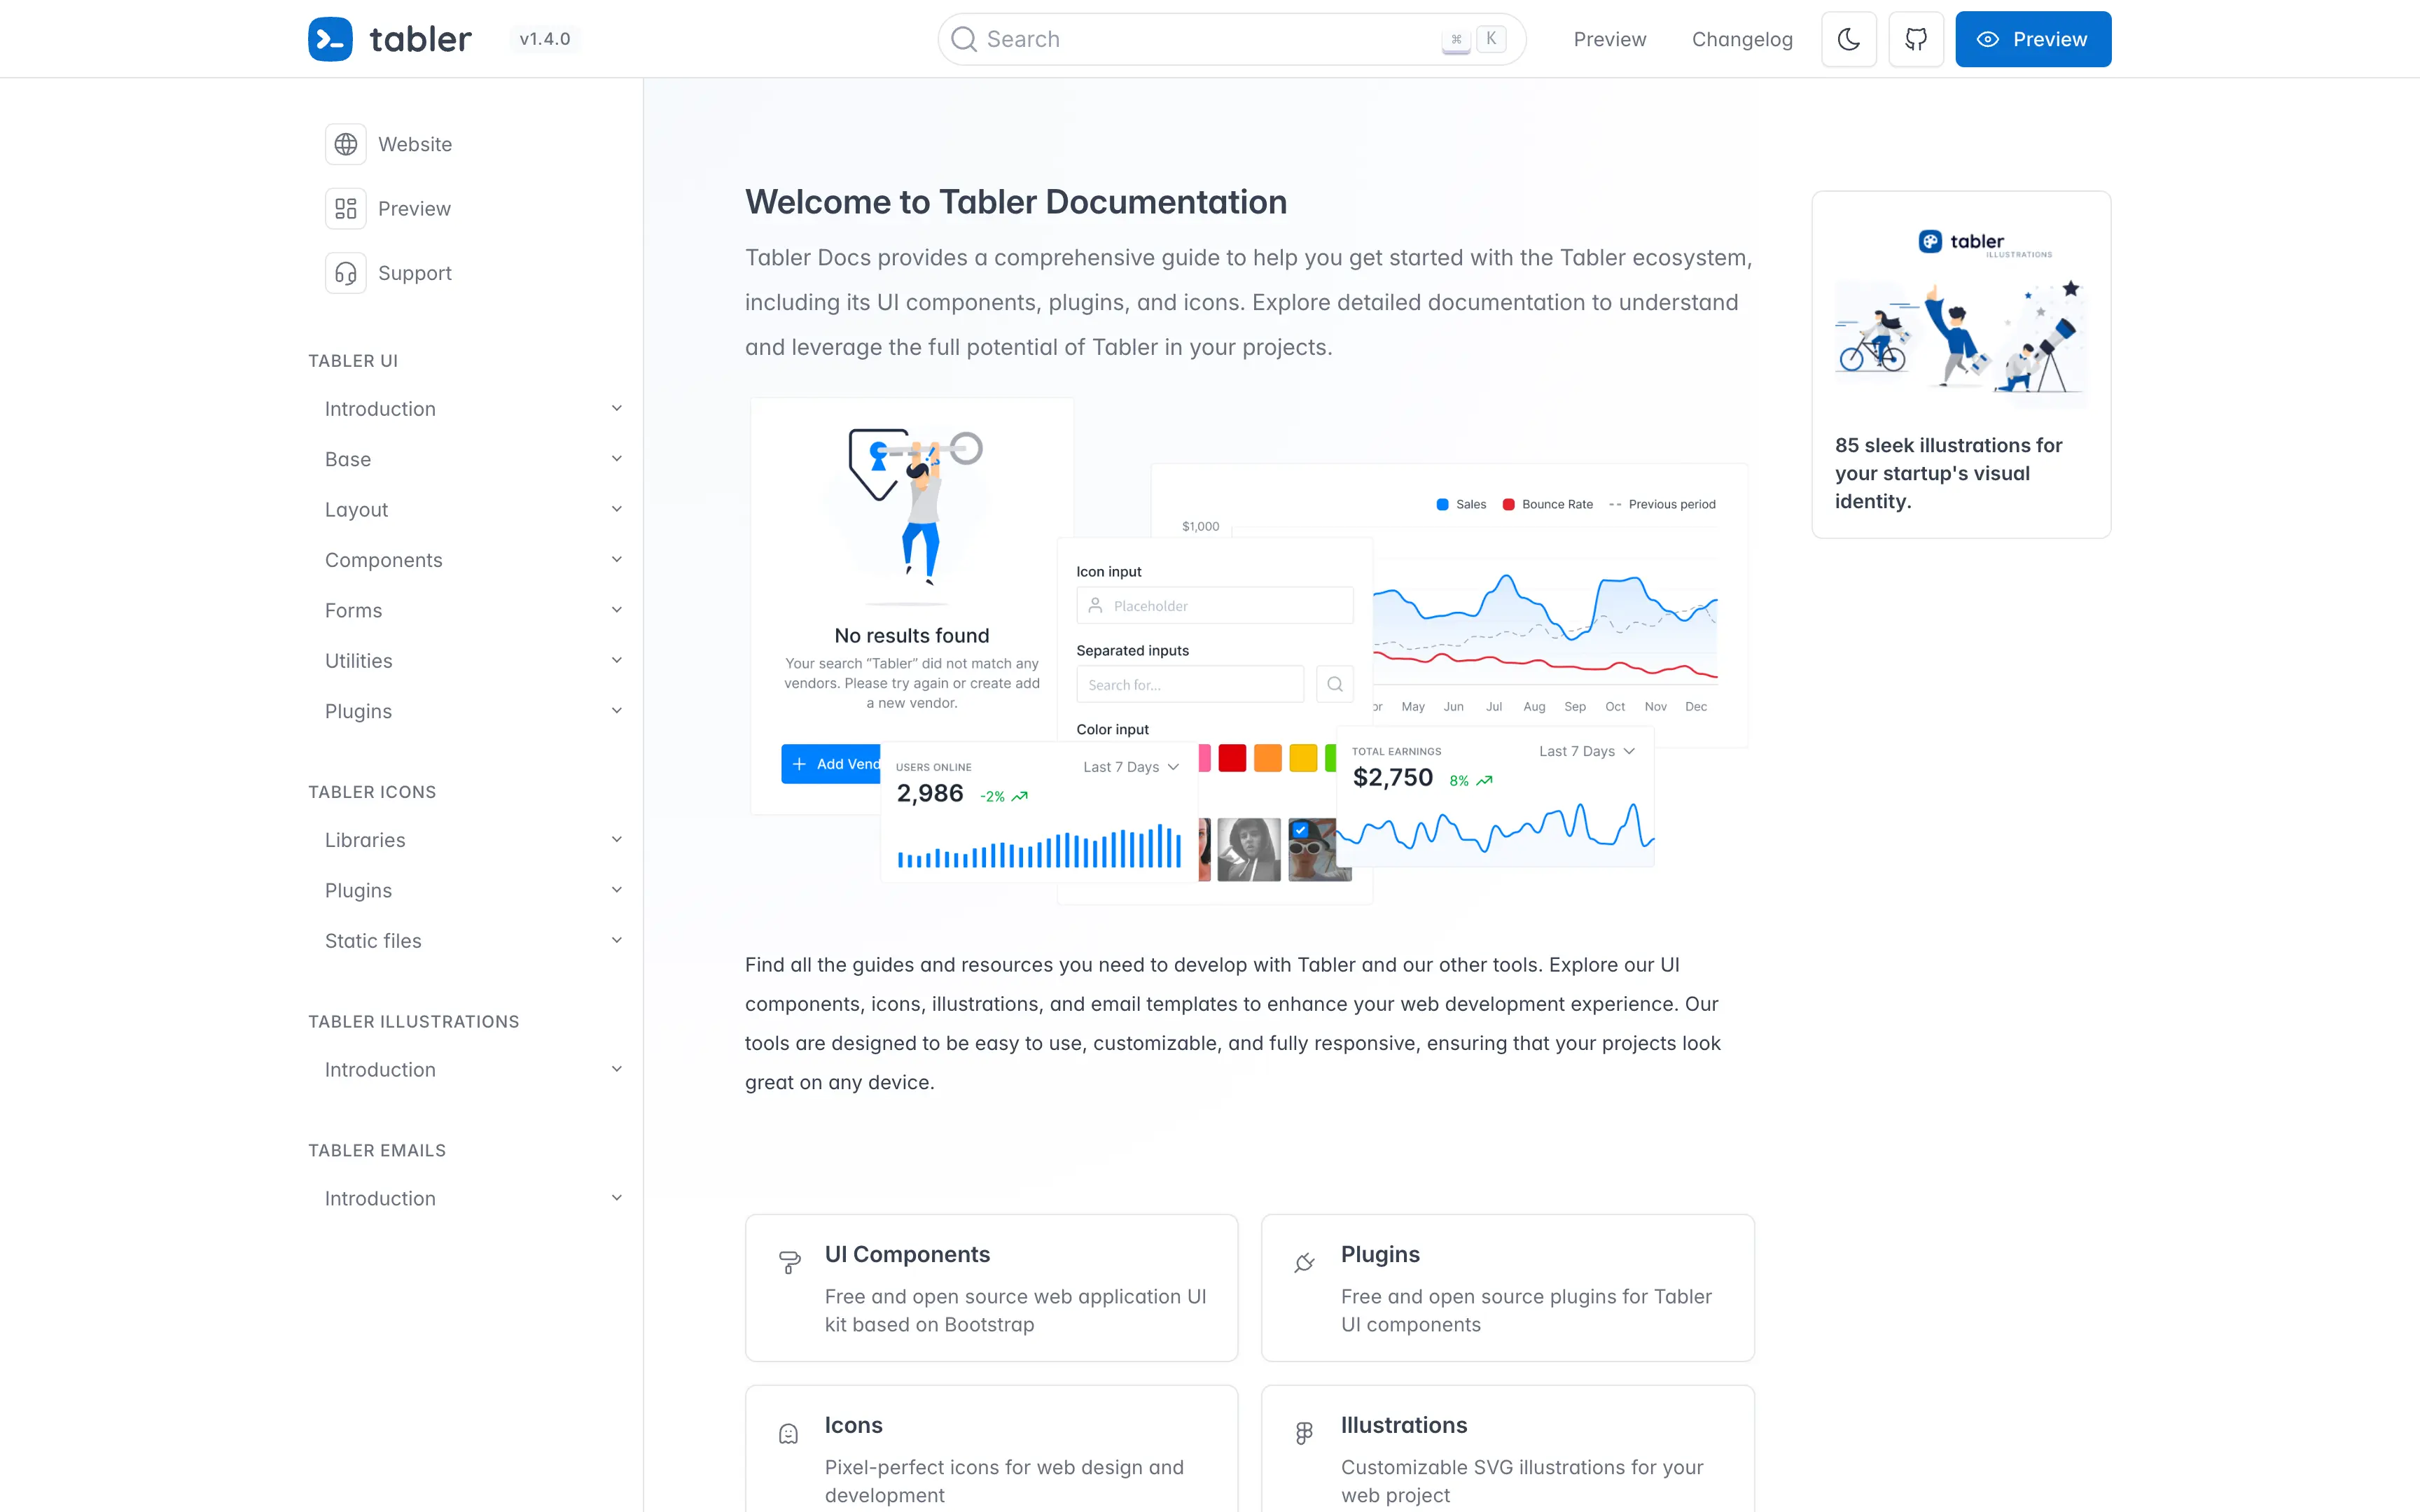 tabler
v1.4.0
Search
⌘ K
Preview
Changelog
Preview
Website
Preview
Support
TABLER UI
Introduction
Base
Layout
Components
Forms
Utilities
Plugins
TABLER ICONS
Libraries
Plugins
Static files
TABLER ILLUSTRATIONS
Introduction
TABLER EMAILS
Introduction
Welcome to Tabler Documentation
Tabler Docs provides a comprehensive guide to help you get started with the Tabler ecosystem,
including its UI components, plugins, and icons. Explore detailed documentation to understand
and leverage the full potential of Tabler in your projects.
No results found
Your search “Tabler” did not match any
vendors. Please try again or create add
a new vendor.
Add Vend
Sales
Bounce Rate
Previous period
$1,000
May Jun Jul Aug Sep Oct Nov Dec
Icon input
Placeholder
Separated inputs
Search for...
Color input
USERS ONLINE
Last 7 Days
2,986
-2%
TOTAL EARNINGS
Last 7 Days
$2,750
8%
Find all the guides and resources you need to develop with Tabler and our other tools. Explore our UI
components, icons, illustrations, and email templates to enhance your web development experience. Our
tools are designed to be easy to use, customizable, and fully responsive, ensuring that your projects look
great on any device.
UI Components
Free and open source web application UI
kit based on Bootstrap
Plugins
Free and open source plugins for Tabler
UI components
Icons
Pixel-perfect icons for web design and
development
Illustrations
Customizable SVG illustrations for your
web project
tabler
ILLUSTRATIONS
85 sleek illustrations for
your startup's visual
identity.